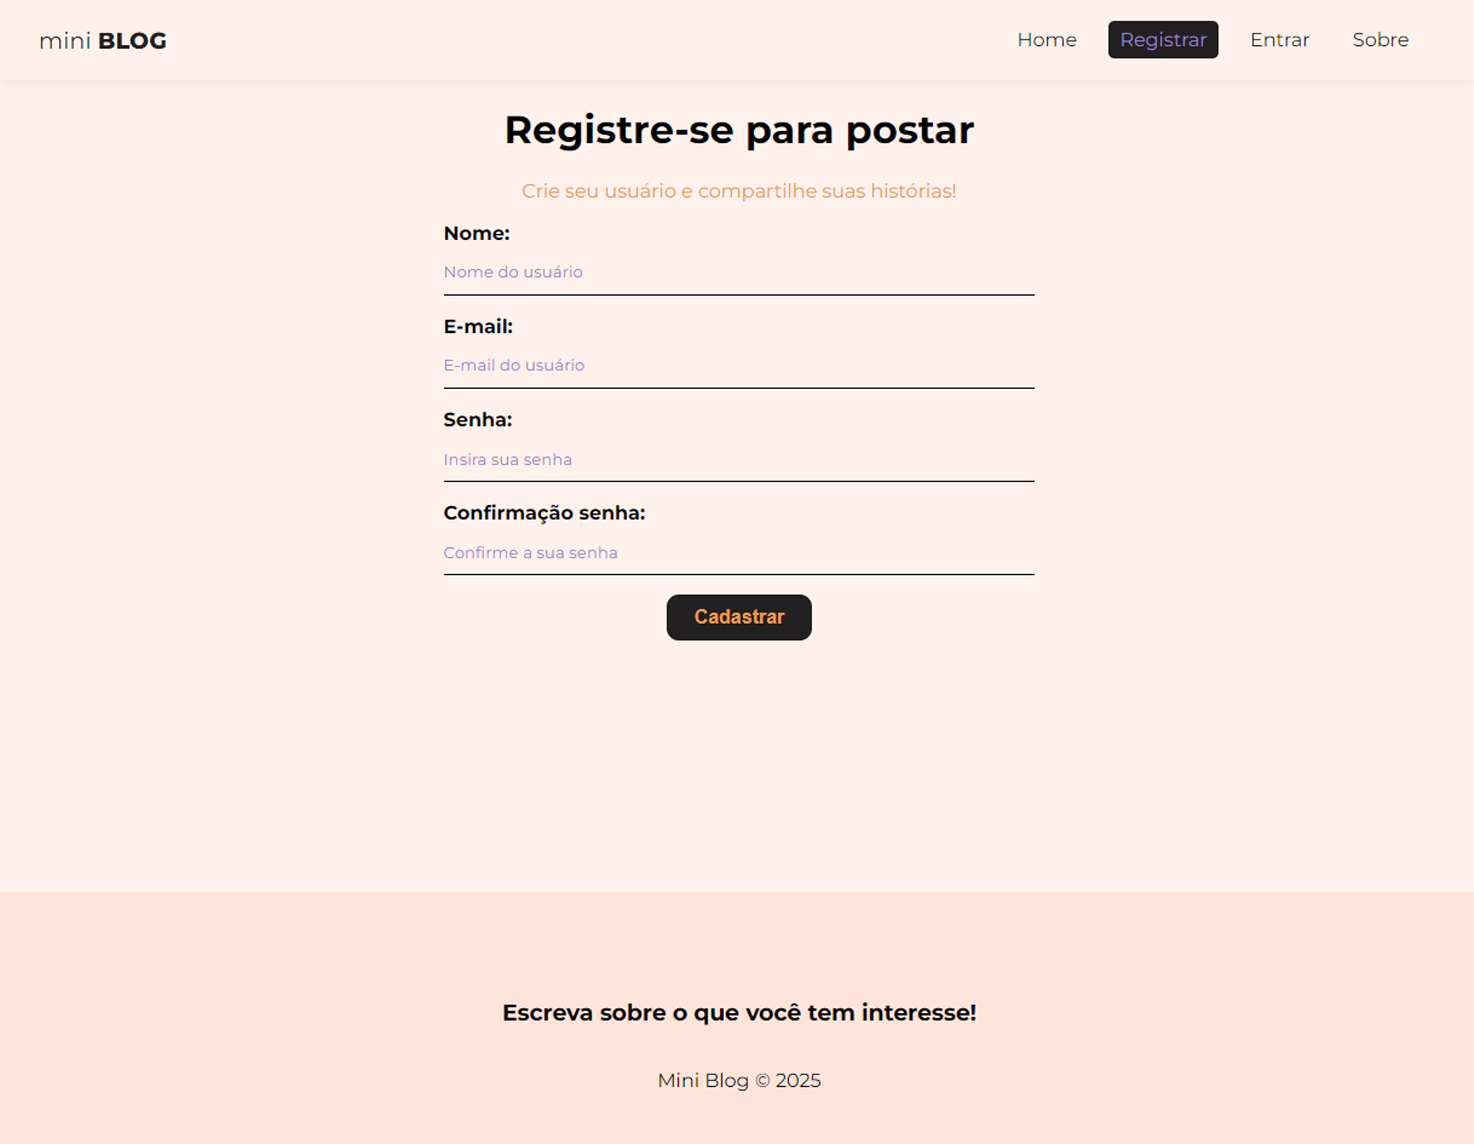 mini BLOG
Home Registrar Entrar Sobre
Registre-se para postar
Crie seu usuário e compartilhe suas histórias!
Nome:
Nome do usuário
E-mail:
E-mail do usuário
Senha:
Insira sua senha
Confirmação senha:
Confirme a sua senha
Cadastrar
Escreva sobre o que você tem interesse!
Mini Blog © 2025